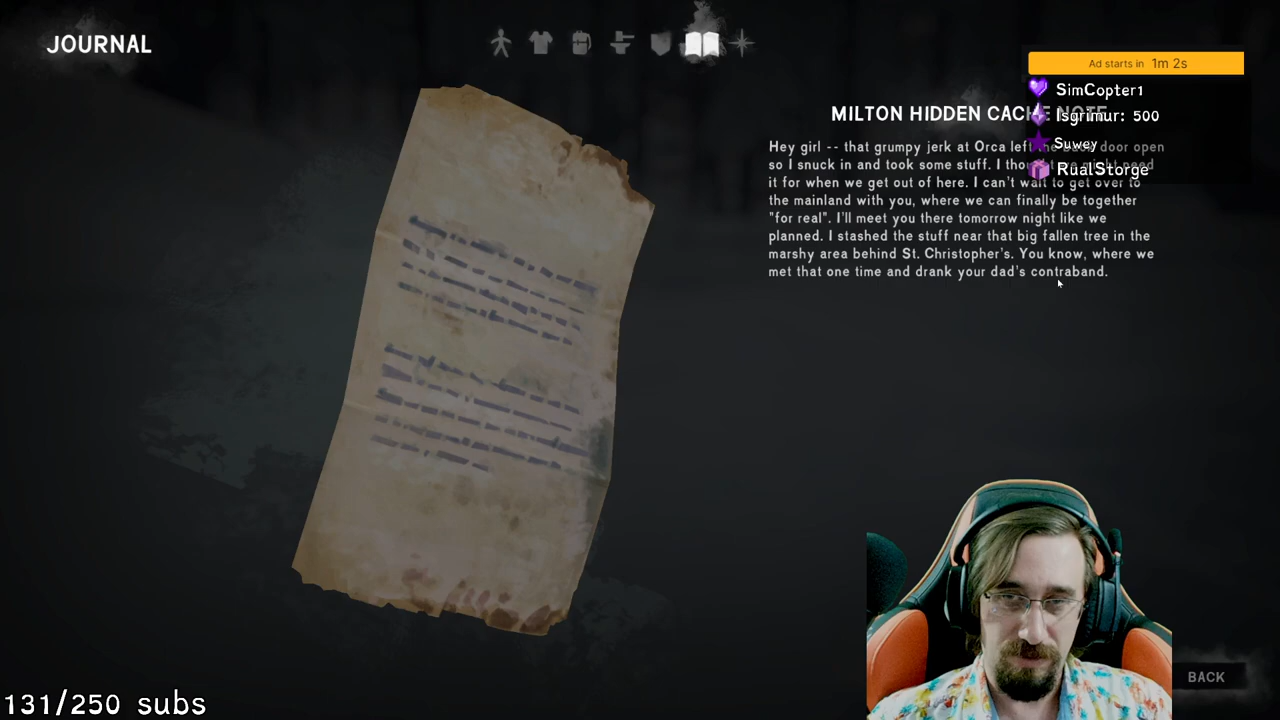 JOURNAL
Ad starts in 1m 2s
SimCopter1
MILTON HIDDEN CACHE NOTE
Isgrimur: 500
Hey girl -- that grumpy jerk at Orca left the door open
Suwey
so I snuck in and took some stuff. I thought we might need
RualStorge
it for when we get out of here. I can't wait to get over to
the mainland with you, where we can finally be together
"for real". I'll meet you there tomorrow night like we
planned. I stashed the stuff near that big fallen tree in the
marshy area behind St. Christopher's. You know, where we
met that one time and drank your dad's contraband.
BACK
131/250 subs